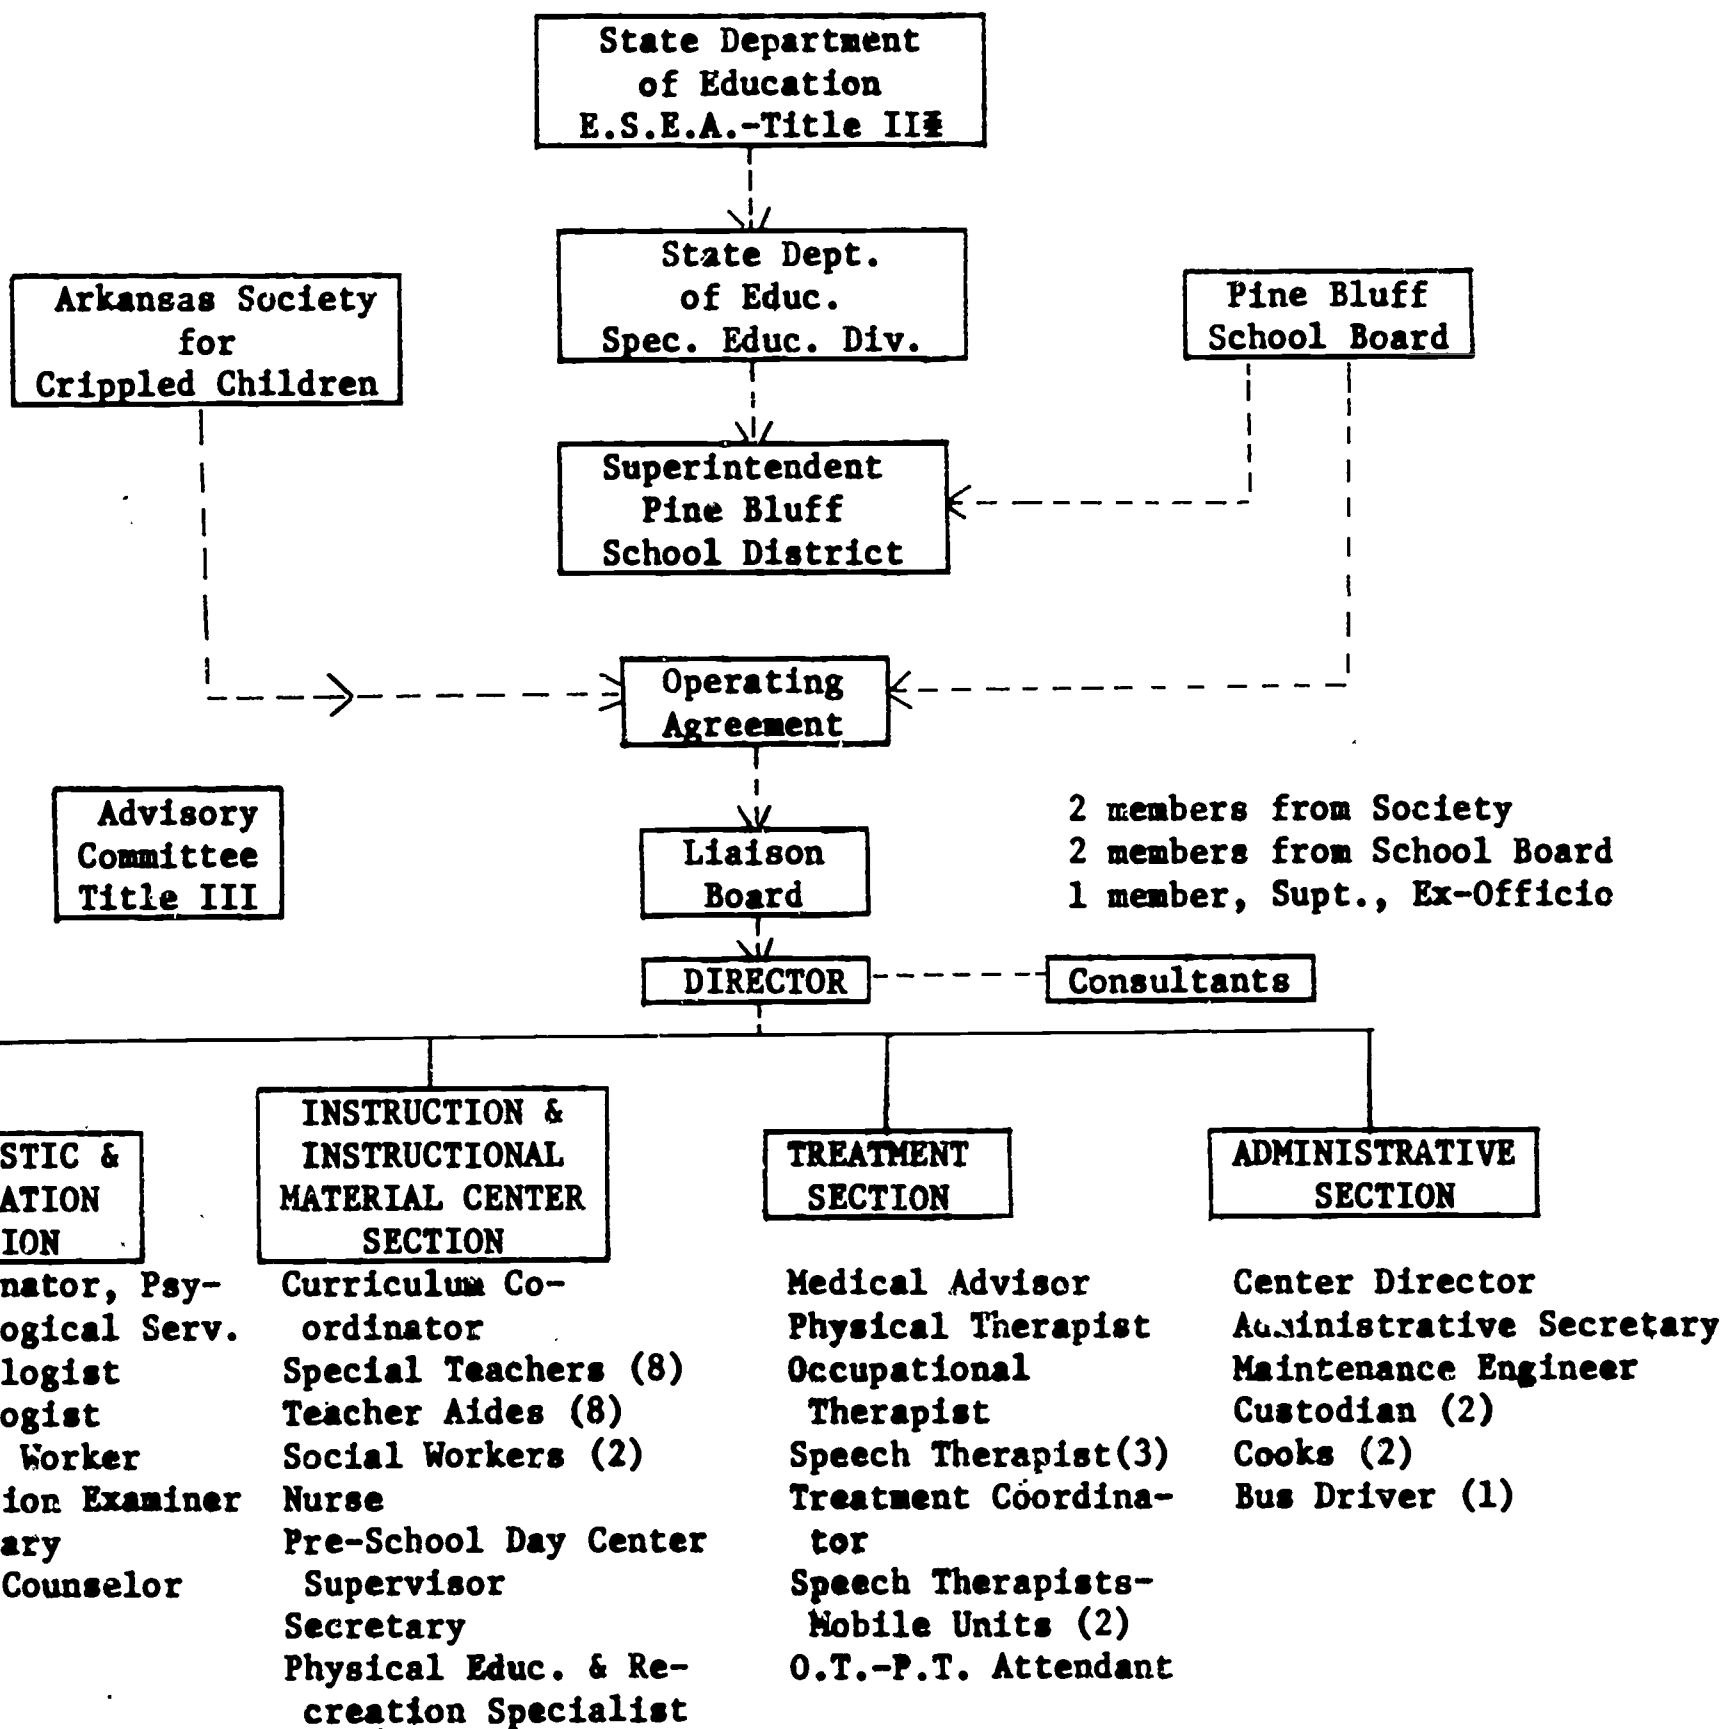 State Department
of Education
E.S.E.A.-Title III
State Dept.
of Educ.
Spec. Educ. Div.
Arkansas Society
for
Crippled Children
Pine Bluff
School Board
Superintendent
Pine Bluff
School District
Operating
Agreement
Advisory
Committee
Title III
Liaison
Board
2 members from Society
2 members from School Board
1 member, Supt., Ex-Officio
DIRECTOR
Consultants
STIC &
ATION
ION
nator, Psy-
ogical Serv.
logist
ogist
Worker
ion Examiner
ary
Counselor
INSTRUCTION &
INSTRUCTIONAL
MATERIAL CENTER
SECTION
Curriculum Co-
ordinator
Special Teachers (8)
Teacher Aides (8)
Social Workers (2)
Nurse
Pre-School Day Center
Supervisor
Secretary
Physical Educ. & Re-
creation Specialist
TREATMENT
SECTION
Medical Advisor
Physical Therapist
Occupational
Therapist
Speech Therapist(3)
Treatment Coordina-
tor
Speech Therapists-
Mobile Units (2)
O.T.-P.T. Attendant
ADMINISTRATIVE
SECTION
Center Director
Administrative Secretary
Maintenance Engineer
Custodian (2)
Cooks (2)
Bus Driver (1)